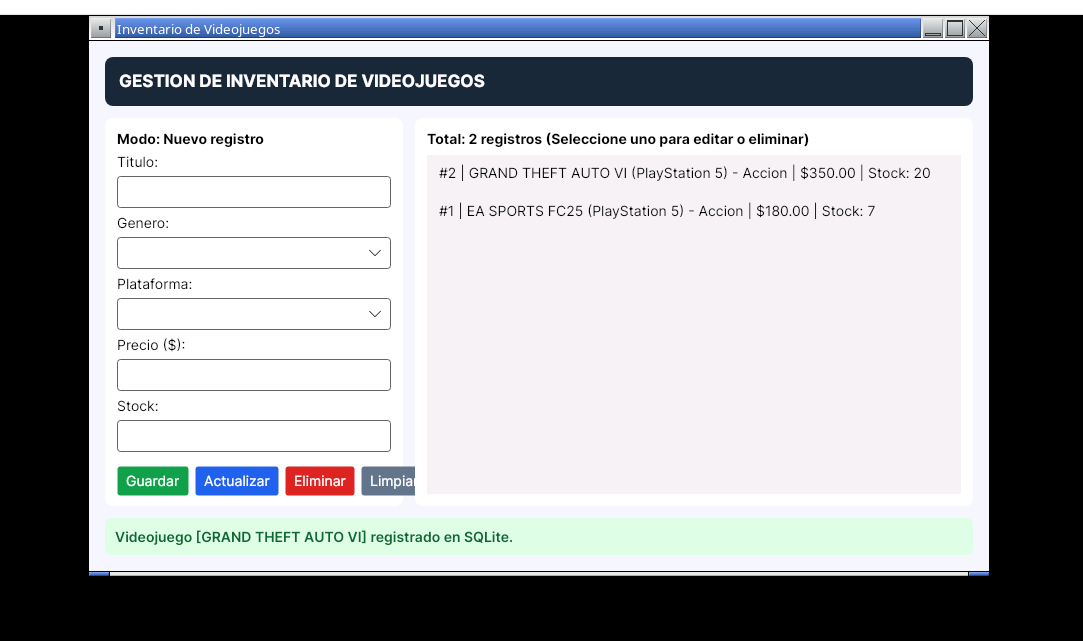 Inventario de Videojuegos
GESTION DE INVENTARIO DE VIDEOJUEGOS
Modo: Nuevo registro
Titulo:
Genero:
Plataforma:
Precio ($):
Stock:
Guardar Actualizar Eliminar Limpiar
Total: 2 registros (Seleccione uno para editar o eliminar)
#2 | GRAND THEFT AUTO VI (PlayStation 5) - Accion | $350.00 | Stock: 20
#1 | EA SPORTS FC25 (PlayStation 5) - Accion | $180.00 | Stock: 7
Videojuego [GRAND THEFT AUTO VI] registrado en SQLite.